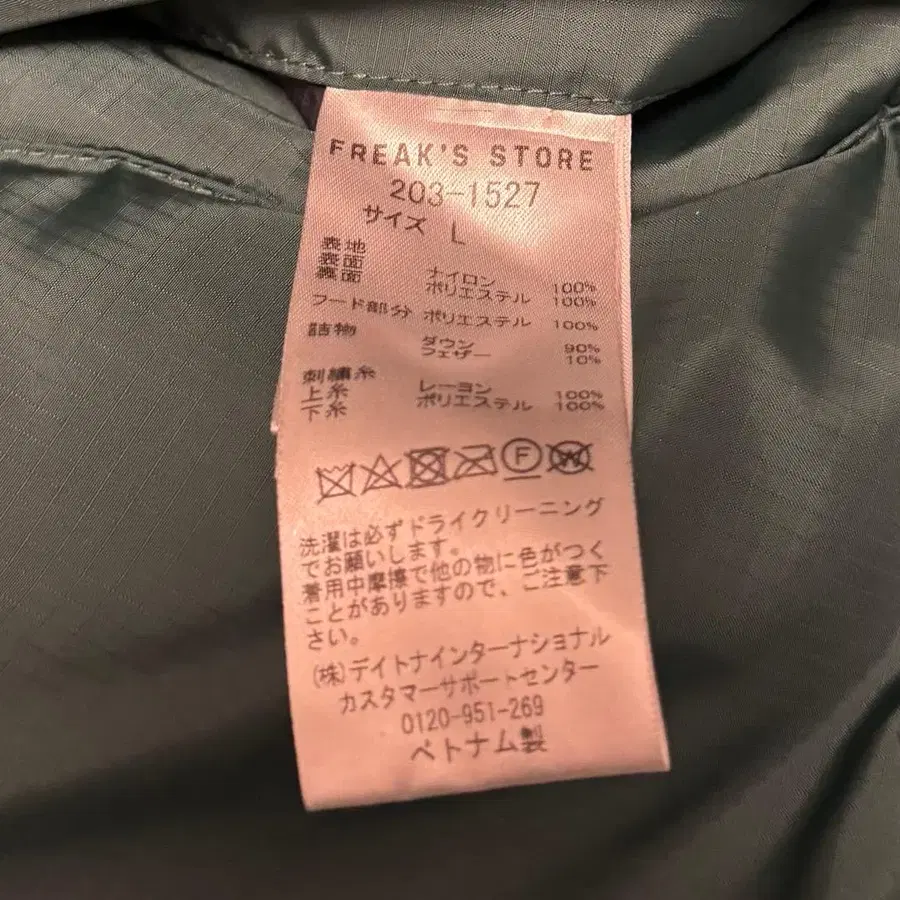 FREAK'S STORE
203-1527
サイズ L
表地
表面 ナイロン 100%
裏面 ポリエステル 100%
フード部分 ポリエステル 100%
詰物 ダウン 90%
フェザー 10%
刺繍糸
上糸 レーヨン 100%
下糸 ポリエステル 100%
F W
洗濯は必ずドライクリーニング
でお願いします。
着用中摩擦で他の物に色がつく
ことがありますので、ご注意下
さい。
(株)デイトナインターナショナル
カスタマーサポートセンター
0120-951-269
ベトナム製